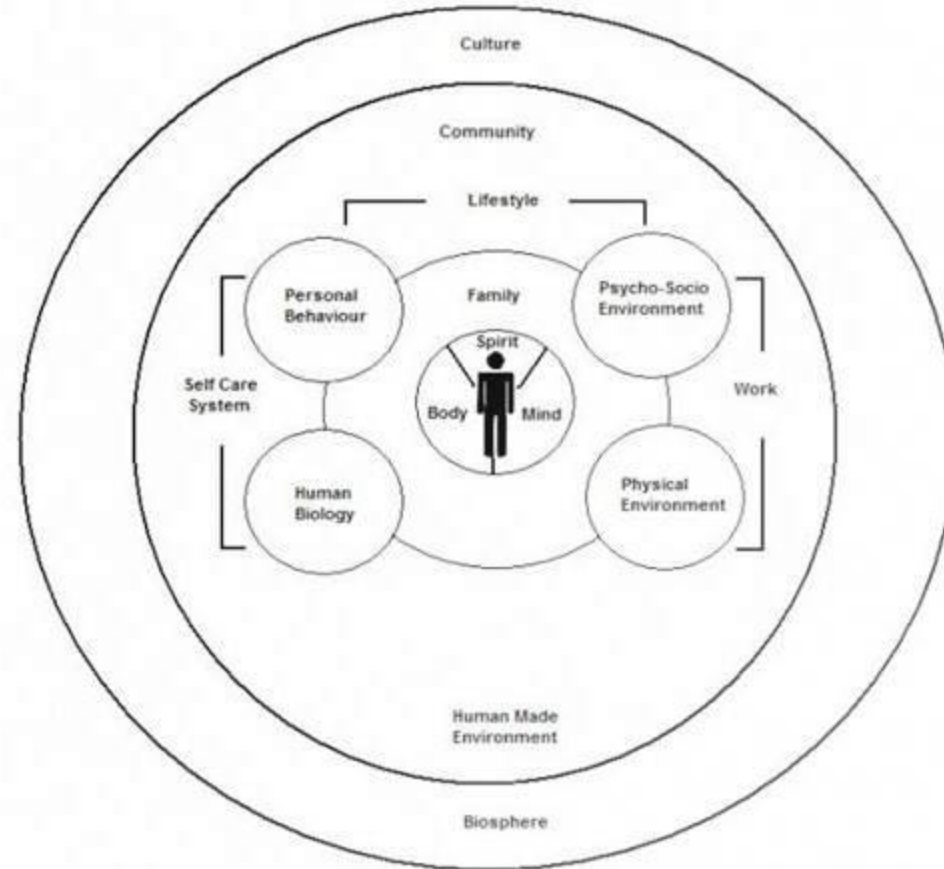 Culture
Community
Lifestyle
Personal
Behaviour
Family
Psycho-Socio
Environment
Spirit
Self Care
System
Body
Mind
Work
Human
Biology
Physical
Environment
Human Made
Environment
Biosphere